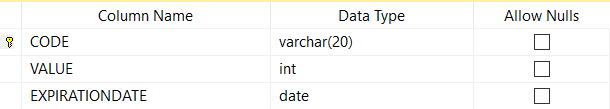 Column Name Data Type Allow Nulls
CODE varchar(20)
VALUE int
EXPIRATIONDATE date